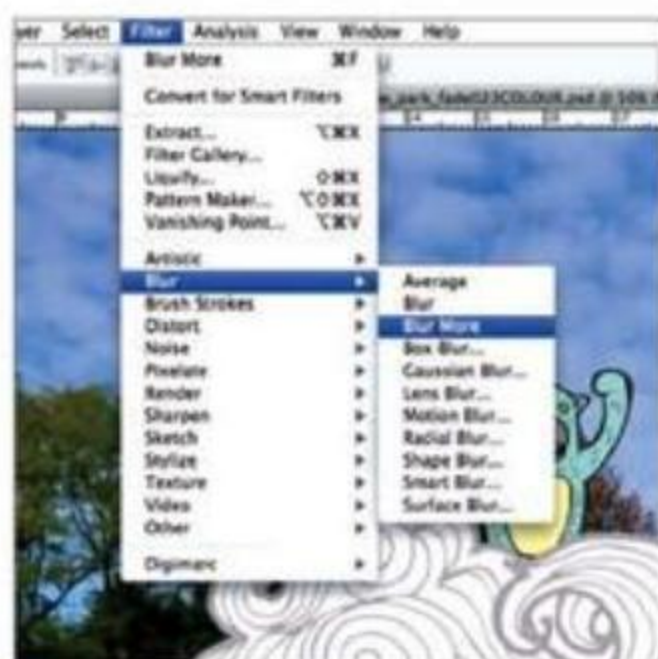 Select Filter Analysis View Window Help
Blur More ⌘F
Convert for Smart Filters
Extract... ⌥⌘X
Filter Gallery...
Liquify... ⇧⌘X
Pattern Maker... ⌥⇧⌘X
Vanishing Point... ⌥⌘V
Artistic
Blur
Brush Strokes
Distort
Noise
Pixelate
Render
Sharpen
Sketch
Stylize
Texture
Video
Other
Digimarc
Average
Blur
Blur More
Box Blur...
Gaussian Blur...
Lens Blur...
Motion Blur...
Radial Blur...
Shape Blur...
Smart Blur...
Surface Blur...